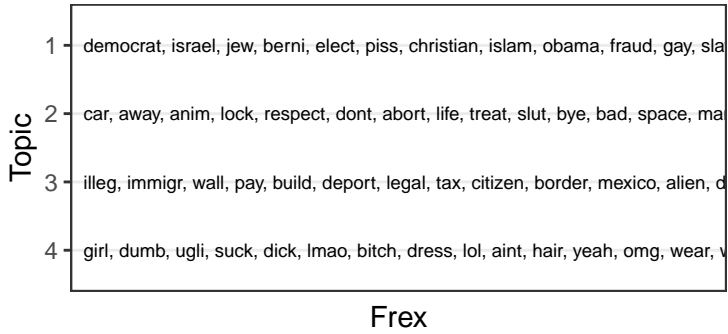 1 democrat, israel, jew, berni, elect, piss, christian, islam, obama, fraud, gay,
2 car, away, anim, lock, respect, dont, abort, life, treat, slut, bye, bad, space,
3 illeg, immigr, wall, pay, build, deport, legal, tax, citizen, border, mexico, alien,
4 girl, dumb, ugli, suck, dick, lmao, bitch, dress, lol, aint, hair, yeah, omg, wear,
Topic
Frex